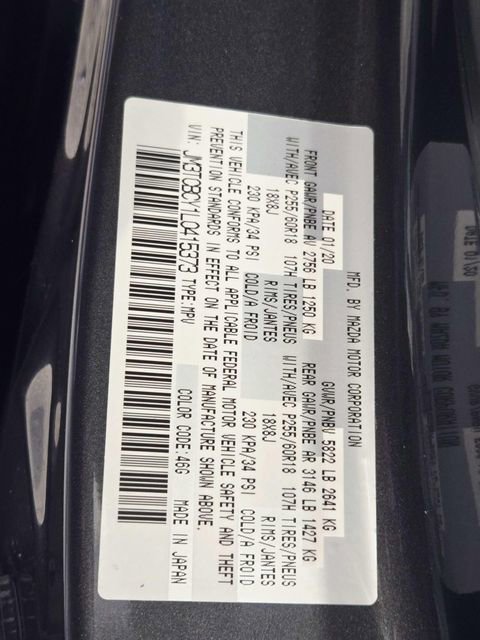 MFD. BY MAZDA MOTOR CORPORATION
DATE 01/20 GVWR/PNBV 5822 LB 2641 KG
FRONT GAWR/PNBE AV 2756 LB 1250 KG REAR GAWR/PNBE AR 3146 LB 1427 KG
WITH/AVEC P255/60R18 107H TIRES/PNEUS WITH/AVEC P255/60R18 107H TIRES/PNEUS
18X8J RIMS/JANTES 18X8J RIMS/JANTES
230 KPA/34 PSI COLD/A FROID 230 KPA/34 PSI COLD/A FROID
THIS VEHICLE CONFORMS TO ALL APPLICABLE FEDERAL MOTOR VEHICLE SAFETY AND THEFT
PREVENTION STANDARDS IN EFFECT ON THE DATE OF MANUFACTURE SHOWN ABOVE.
VIN: JM3TCBCY1L0415373 TYPE:MPV COLOR CODE:46G MADE IN JAPAN